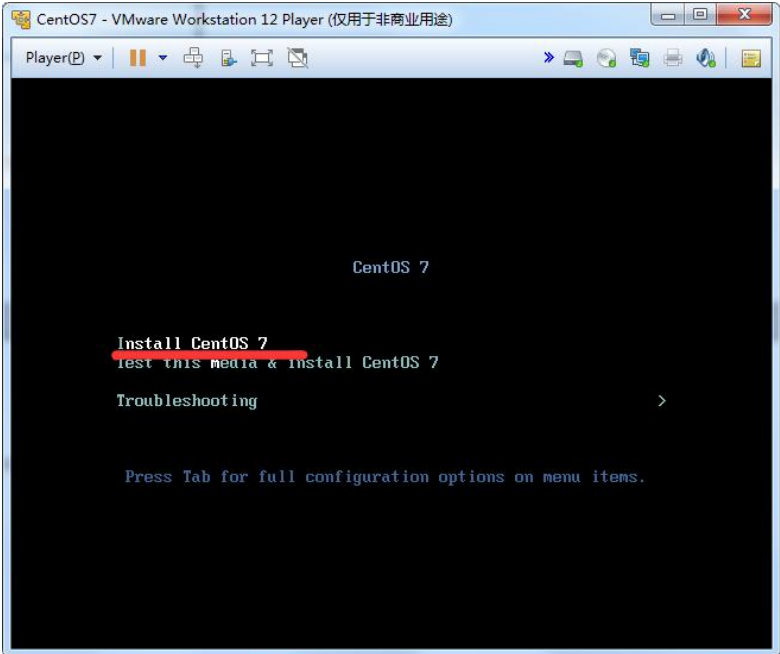 CentOS7 - VMware Workstation 12 Player (仅用于非商业用途)
Player(P)
CentOS 7
Install CentOS 7
Test this media & install CentOS 7
Troubleshooting >
Press Tab for full configuration options on menu items.